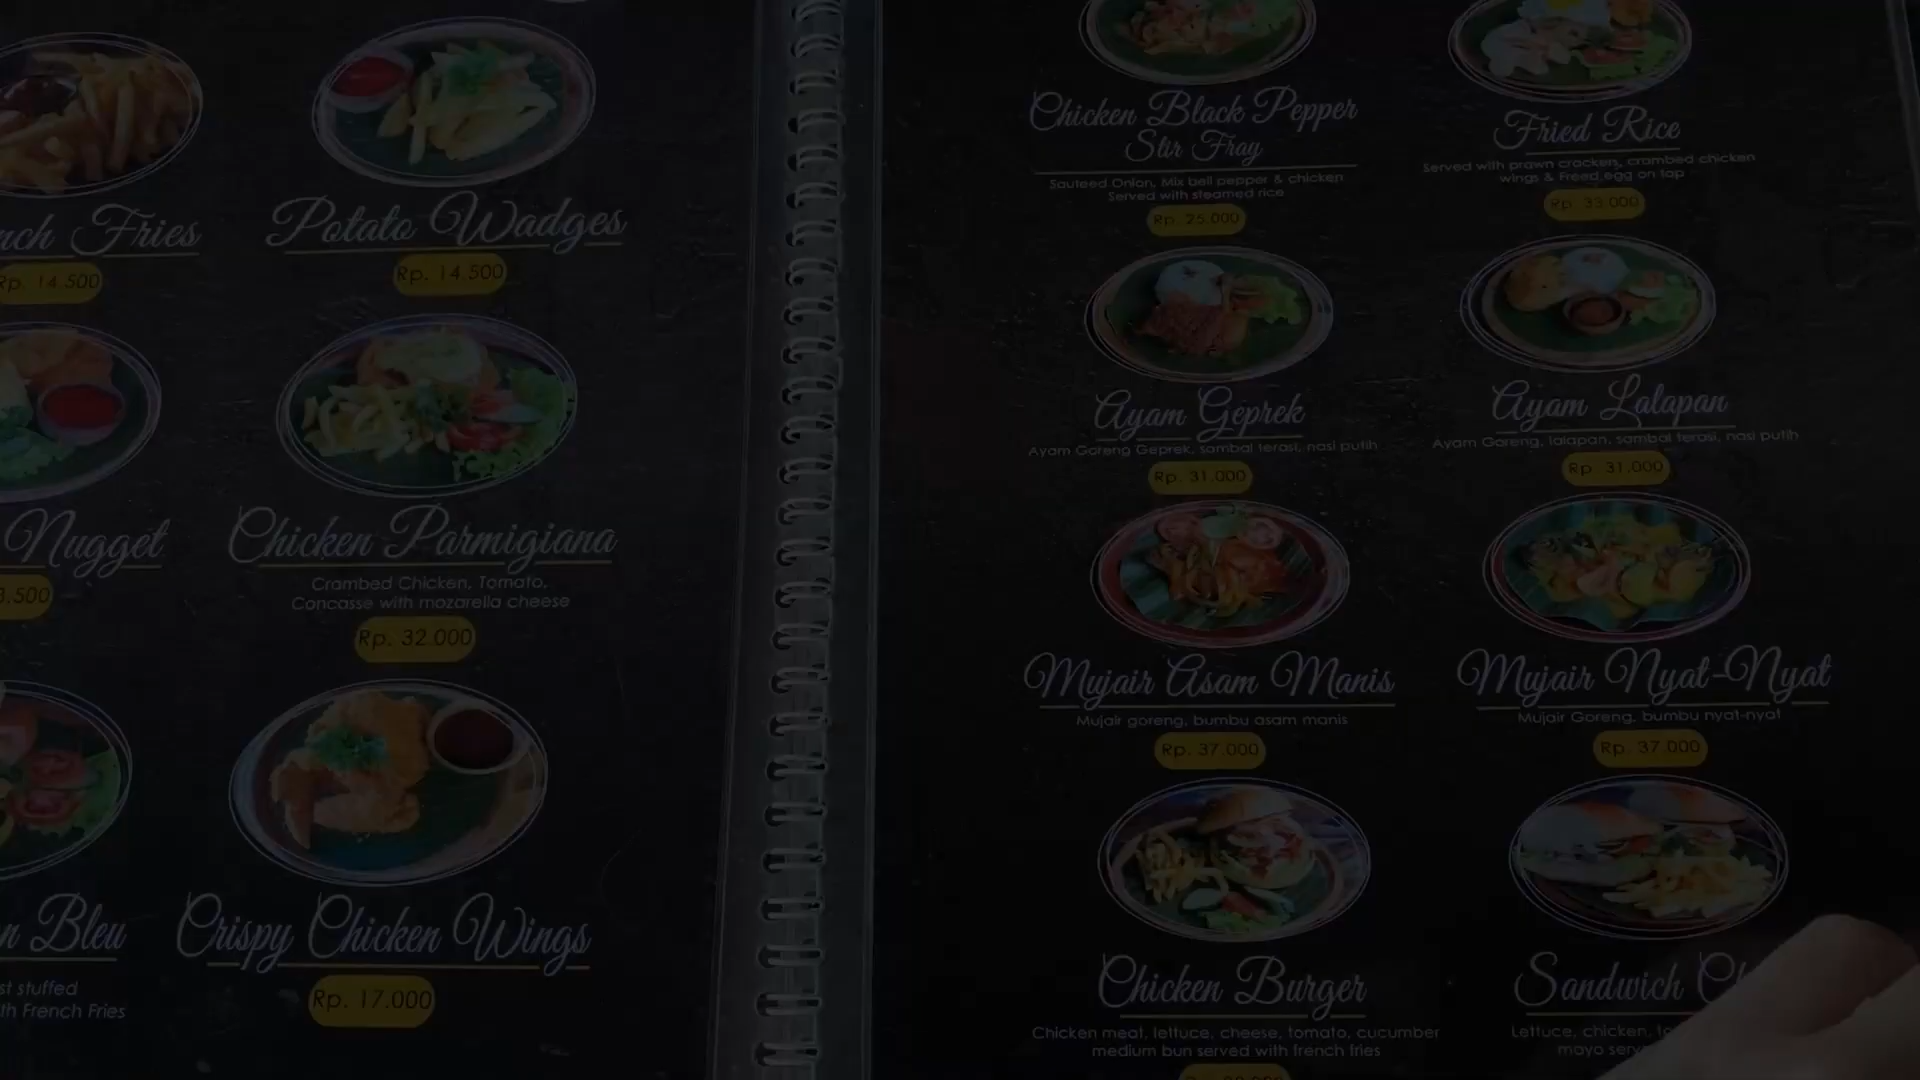 nch Fries
Rp. 14.500
Potato Wadges
Rp. 14.500
Nugget
3.500
Chicken Parmigiana
Crambed Chicken, Tomato,
Concasse with mozarella cheese
Rp. 32.000
n Bleu
st stuffed
th French Fries
Crispy Chicken Wings
Rp. 17.000
Chicken Black Pepper
Stir Fray
Sauteed Onion, Mix bell pepper & chicken
Served with steamed rice
Rp. 25.000
Fried Rice
Served with prawn crackers, crambed chicken
wings & Freed egg on top
Rp. 33.000
Ayam Geprek
Ayam Goreng Geprek, sambal terasi, nasi putih
Rp. 31.000
Ayam Lalapan
Ayam Goreng, lalapan, sambal terasi, nasi putih
Rp. 31.000
Mujair Asam Manis
Mujair goreng, bumbu asam manis
Rp. 37.000
Mujair Nyat-Nyat
Mujair Goreng, bumbu nyat-nyat
Rp. 37.000
Chicken Burger
Chicken meat, lettuce, cheese, tomato, cucumber
medium bun served with french fries
Sandwich Ch
Lettuce, chicken, to
mayo serv